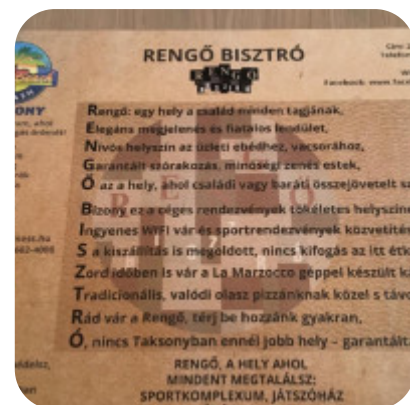 RENGŐ BISZTRÓ
Rengő: egy hely a család minden tagjának,
Elegáns megjelenés és fiatalos lendület,
Nívós helyszín az üzleti ebédhez, vacsorához,
Garantált szórakozás, minőségi zenés estek,
Ő az a hely, ahol családi vagy baráti összejövetelt
Bizony ez a céges rendezvények tökéletes helyszíne
Ingyenes WIFI vár és sportrendezvények közvetítés
S a kiszállítás is megoldott, nincs kifogás az itt étk
Zord időben is vár a La Marzocco géppel készült ka
Tradicionális, valódi olasz pizzánknak közel s távo
Rád vár a Rengő, térj be hozzánk gyakran,
Ó, nincs Taksonyban ennél jobb hely – garantált
RENGŐ, A HELY AHOL
MINDENT MEGTALÁLSZ:
SPORTKOMPLEXUM, JÁTSZÓHÁZ